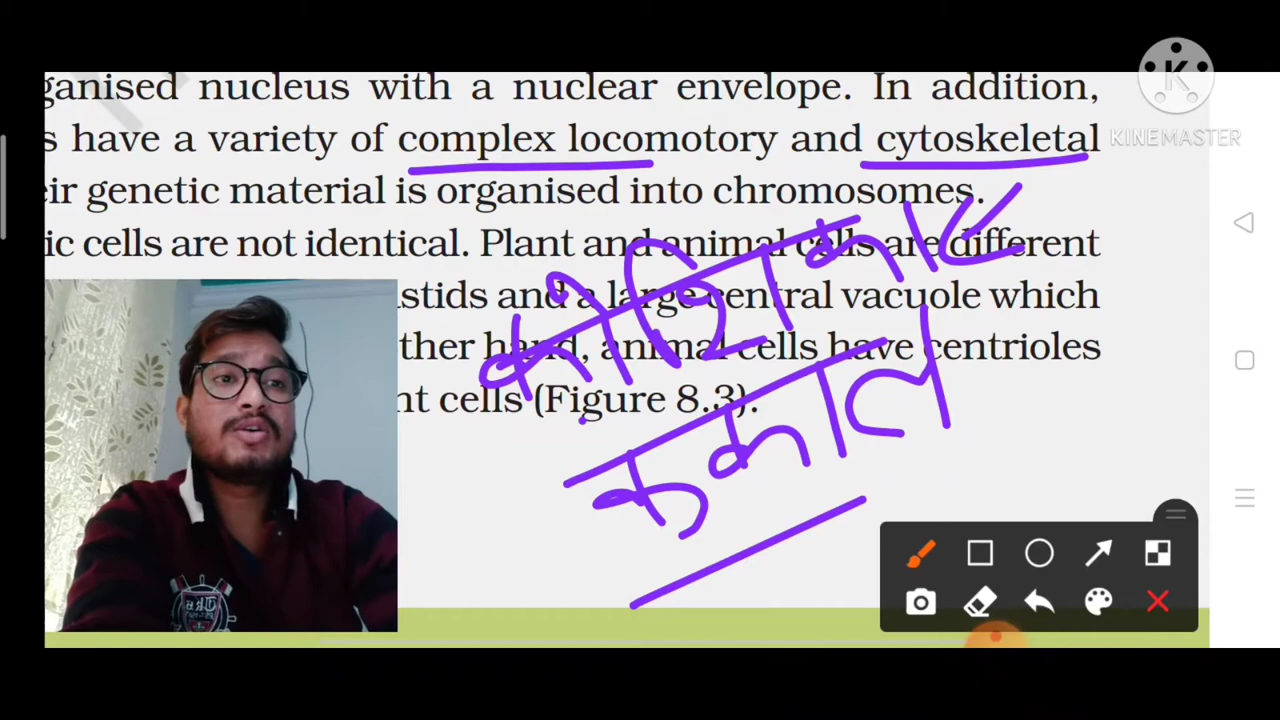 ganised nucleus with a nuclear envelope. In addition,
s have a variety of complex locomotory and cytoskeletal
eir genetic material is organised into chromosomes.
ic cells are not identical. Plant and animal cells are different
astids and a large central vacuole which
ther hand, animal cells have centrioles
nt cells (Figure 8.3).
कोशिकाए
ककाल
K
KINEMASTER